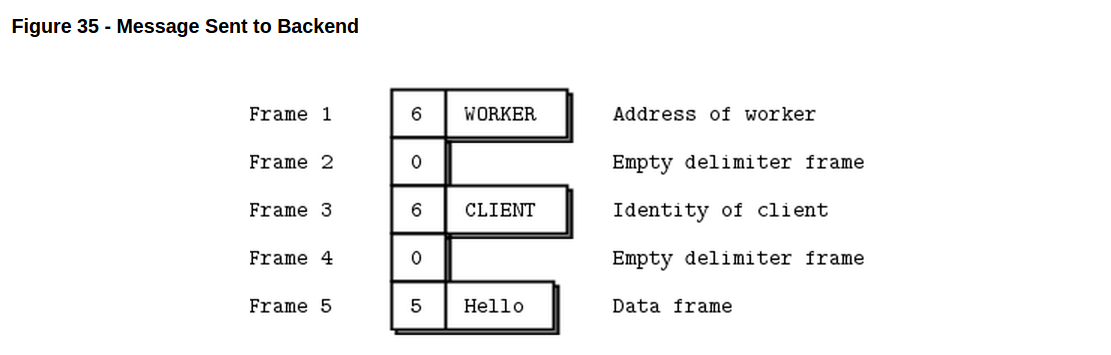 Figure 35 - Message Sent to Backend
Frame 1 6 WORKER Address of worker
Frame 2 0 Empty delimiter frame
Frame 3 6 CLIENT Identity of client
Frame 4 0 Empty delimiter frame
Frame 5 5 Hello Data frame